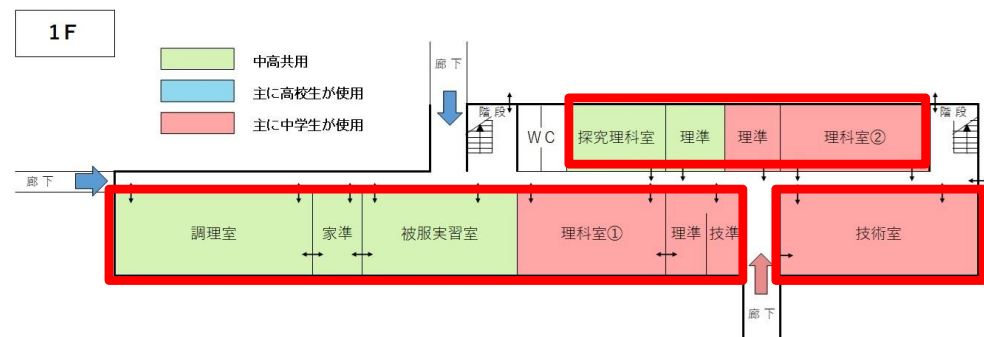 1F
中高共用
主に高校生が使用
主に中学生が使用
廊下
階段
WC
探究理科室
理準
理準
理科室②
階段
廊下
調理室
家準
被服実習室
理科室①
理準
技準
技術室
廊下